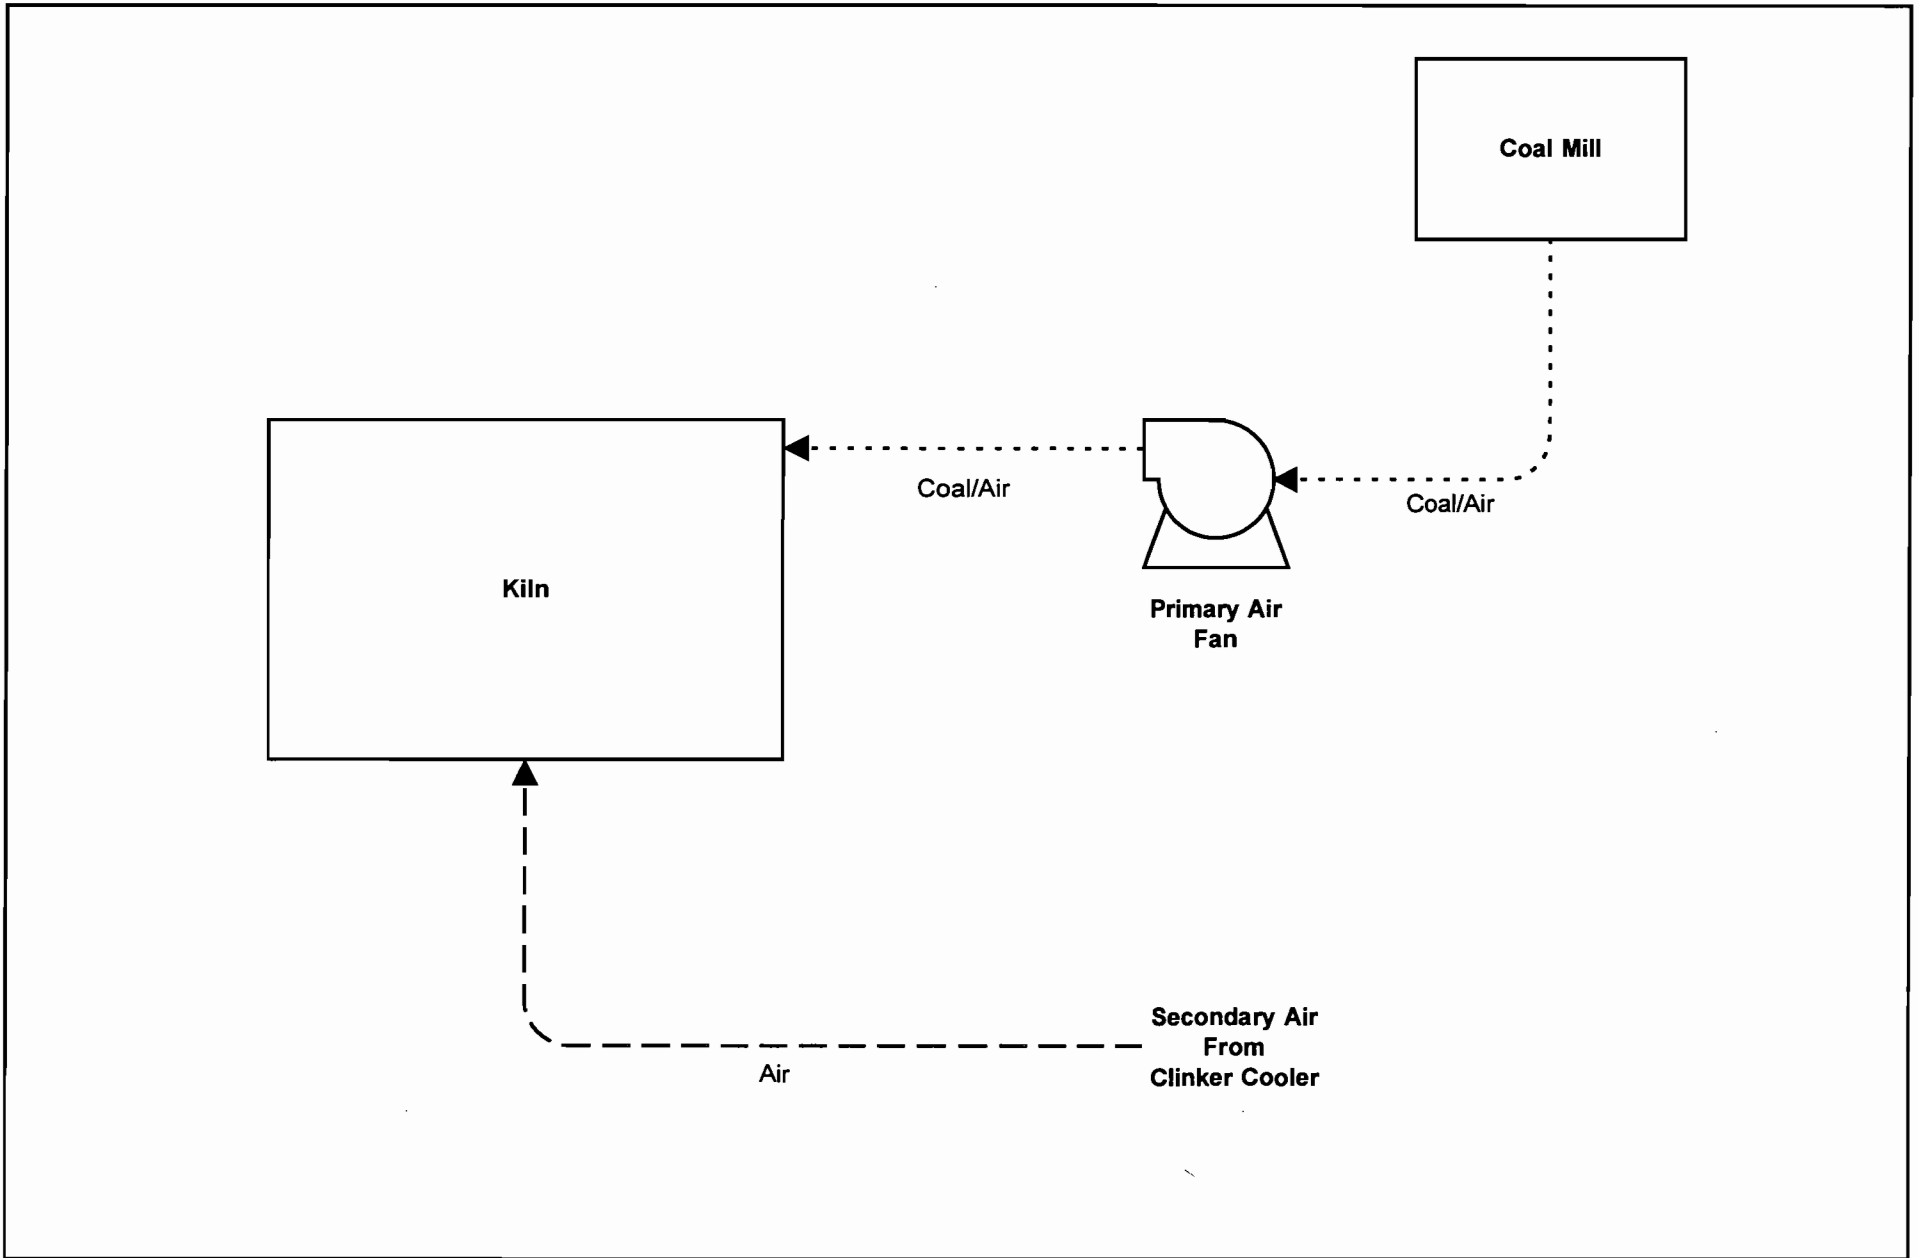 Coal Mill
Coal/Air
Coal/Air
Kiln
Primary Air
Fan
Secondary Air
From
Clinker Cooler
Air